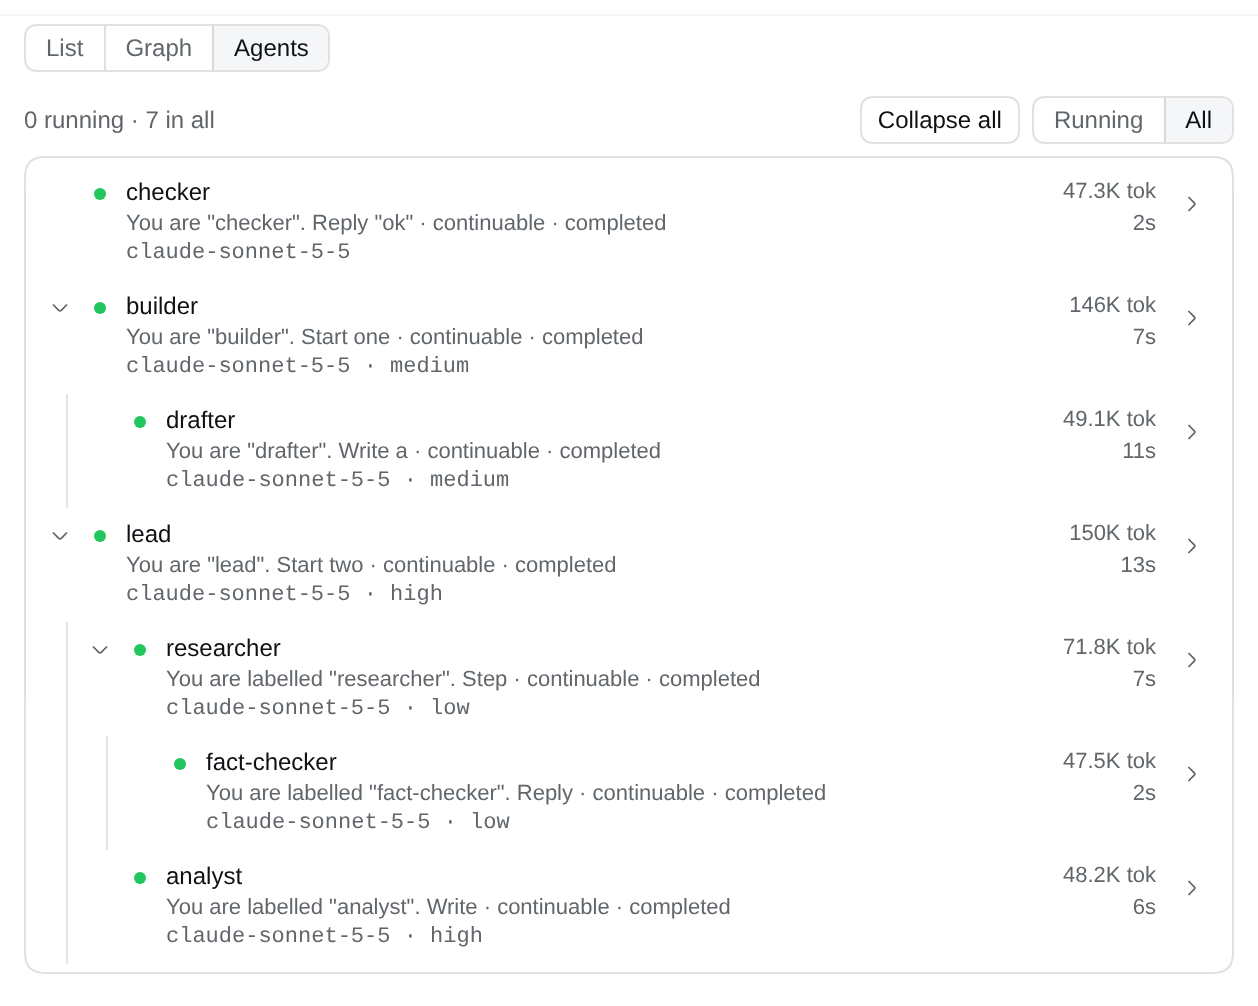 List Graph Agents
0 running · 7 in all Collapse all Running All
checker 47.3K tok
You are "checker". Reply "ok" · continuable · completed 2s
claude-sonnet-5-5
builder 146K tok
You are "builder". Start one · continuable · completed 7s
claude-sonnet-5-5 · medium
drafter 49.1K tok
You are "drafter". Write a · continuable · completed 11s
claude-sonnet-5-5 · medium
lead 150K tok
You are "lead". Start two · continuable · completed 13s
claude-sonnet-5-5 · high
researcher 71.8K tok
You are labelled "researcher". Step · continuable · completed 7s
claude-sonnet-5-5 · low
fact-checker 47.5K tok
You are labelled "fact-checker". Reply · continuable · completed 2s
claude-sonnet-5-5 · low
analyst 48.2K tok
You are labelled "analyst". Write · continuable · completed 6s
claude-sonnet-5-5 · high